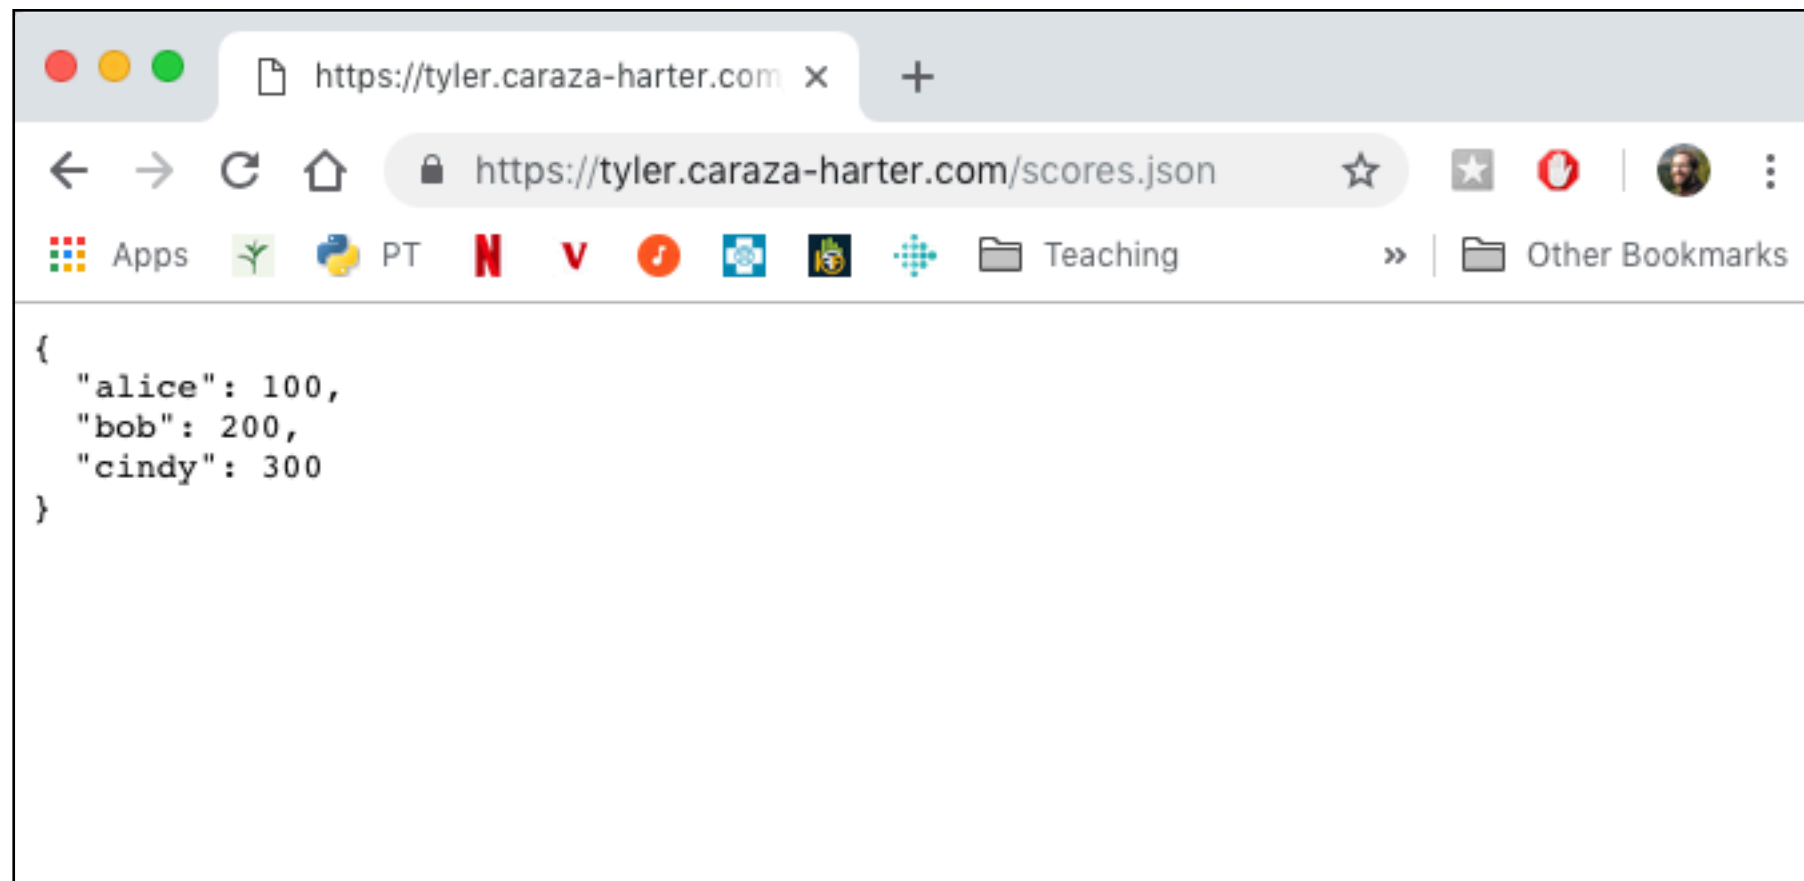 https://tyler.caraza-harter.com
https://tyler.caraza-harter.com/scores.json
Apps PT N V Teaching » Other Bookmarks
{
  "alice": 100,
  "bob": 200,
  "cindy": 300
}